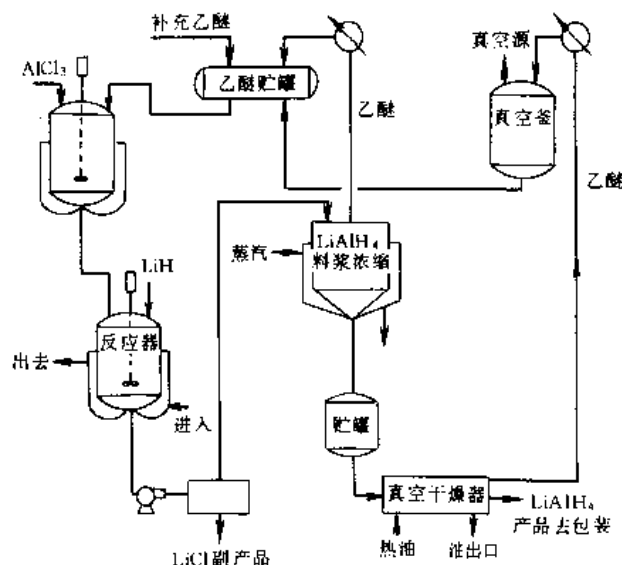 补充乙醚
真空源
AlCl₃
乙醚贮罐
乙醚
真空釜
乙醚
LiAlH₄
料浆浓缩
蒸汽
LiH
反应器
出去
进入
贮罐
真空干燥器
LiAlH₄
产品去包装
热油
泄出口
LiCl副产品